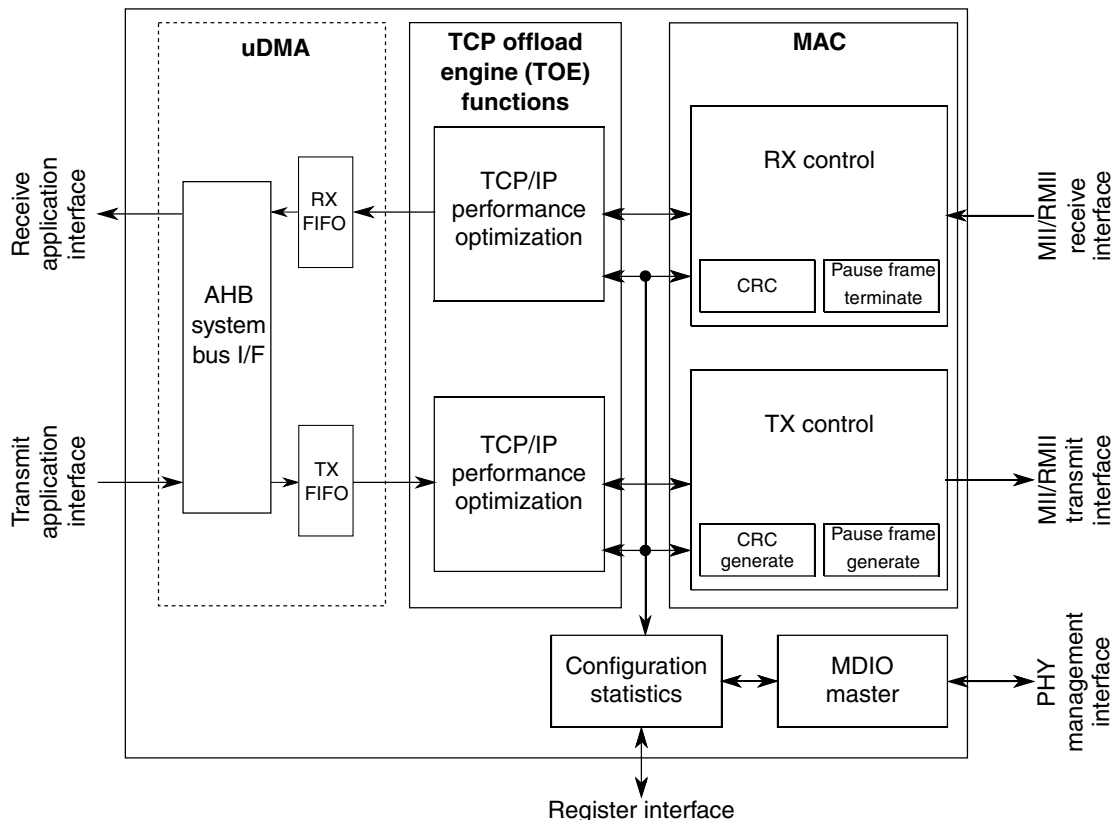 uDMA
TCP offload
engine (TOE)
functions
MAC
Receive
application
interface
RX
FIFO
TCP/IP
performance
optimization
RX control
CRC
Pause frame
terminate
MII/RMII
receive
interface
AHB
system
bus I/F
Transmit
application
interface
TX
FIFO
TCP/IP
performance
optimization
TX control
CRC
generate
Pause frame
generate
MII/RMII
transmit
interface
Configuration
statistics
MDIO
master
PHY
management
interface
Register interface